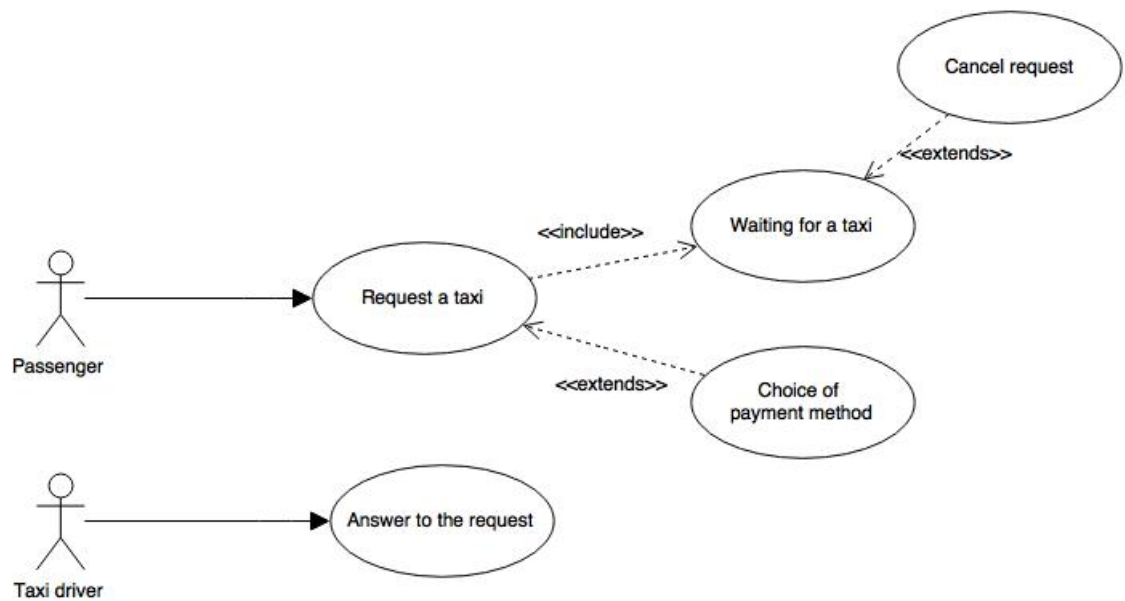 Cancel request
<<extends>>
Waiting for a taxi
<<include>>
Request a taxi
Passenger
<<extends>>
Choice of
payment method
Answer to the request
Taxi driver